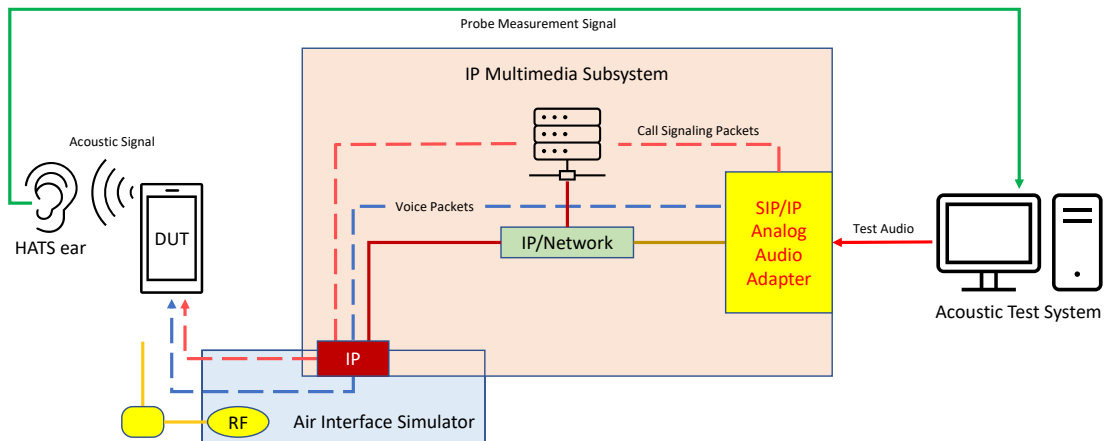 Probe Measurement Signal
IP Multimedia Subsystem
Acoustic Signal
Call Signaling Packets
DUT
HATS ear
Voice Packets
SIP/IP
Analog
Audio
Adapter
IP/Network
Test Audio
Acoustic Test System
IP
RF
Air Interface Simulator